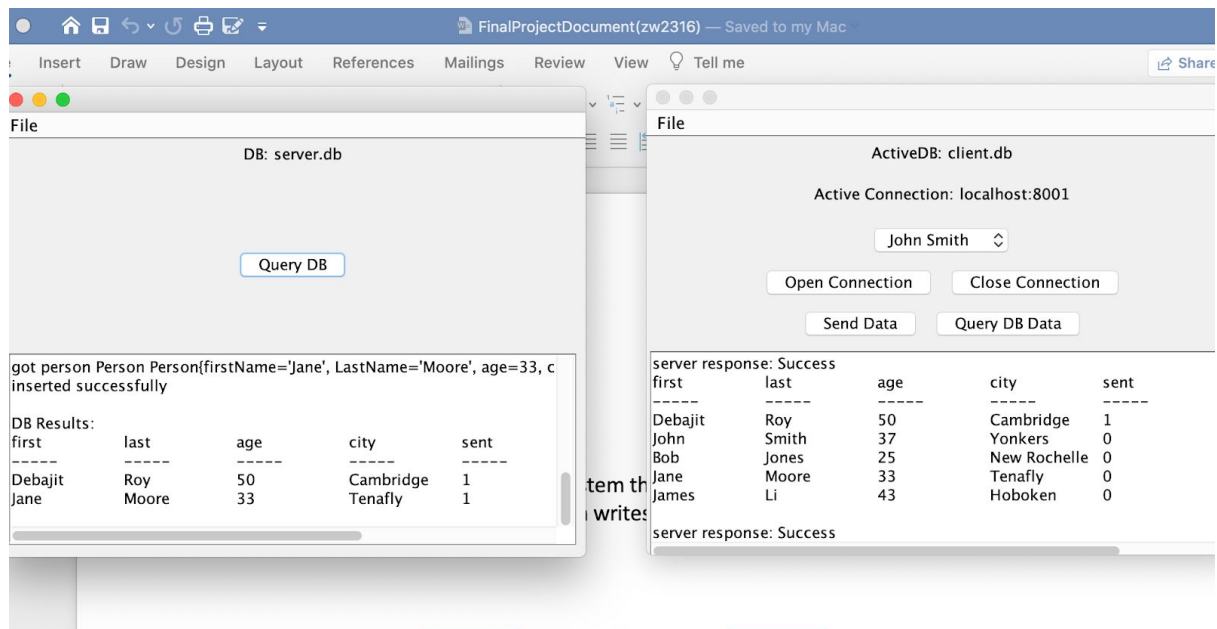 FinalProjectDocument(zw2316) — Saved to my Mac
Insert Draw Design Layout References Mailings Review View Tell me Share
File
DB: server.db
Query DB
got person Person Person{firstName='Jane', LastName='Moore', age=33, c
inserted successfully
DB Results:
first last age city sent
----- ----- ----- ----- -----
Debajit Roy 50 Cambridge 1
Jane Moore 33 Tenafly 1
File
ActiveDB: client.db
Active Connection: localhost:8001
John Smith
Open Connection Close Connection
Send Data Query DB Data
server response: Success
first last age city sent
----- ----- ----- ----- -----
Debajit Roy 50 Cambridge 1
John Smith 37 Yonkers 0
Bob Jones 25 New Rochelle 0
Jane Moore 33 Tenafly 0
James Li 43 Hoboken 0
server response: Success
stem th
writes